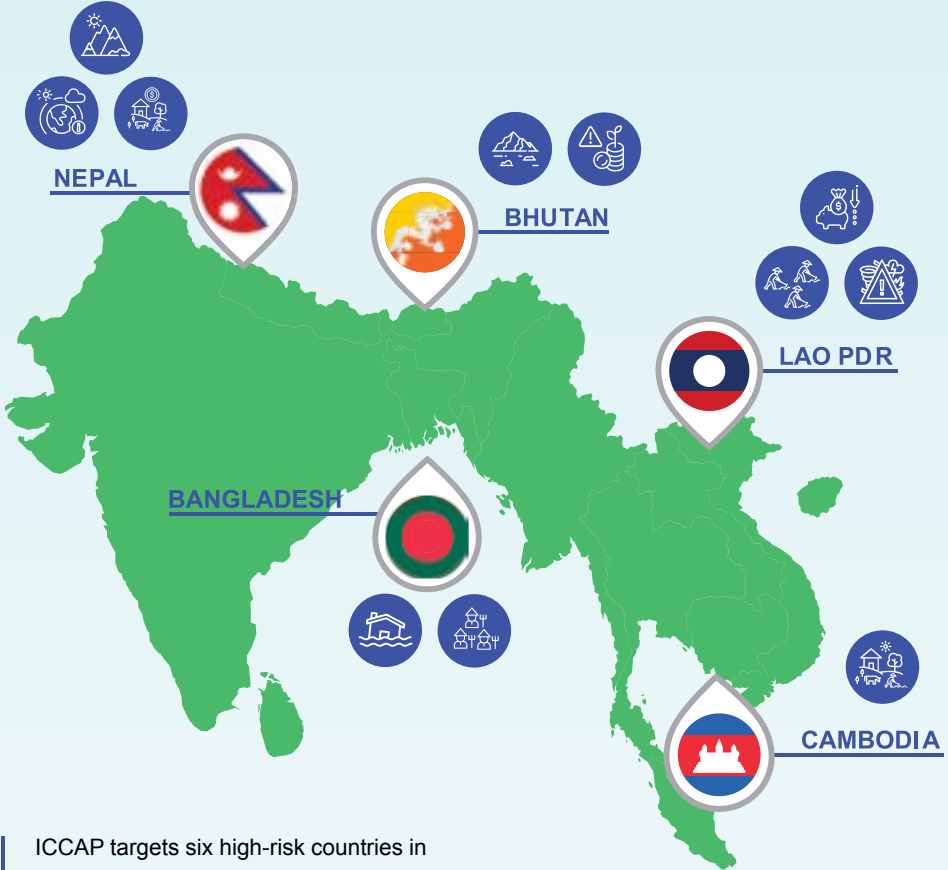 NEPAL
BHUTAN
LAO PDR
BANGLADESH
CAMBODIA
ICCAP targets six high-risk countries in